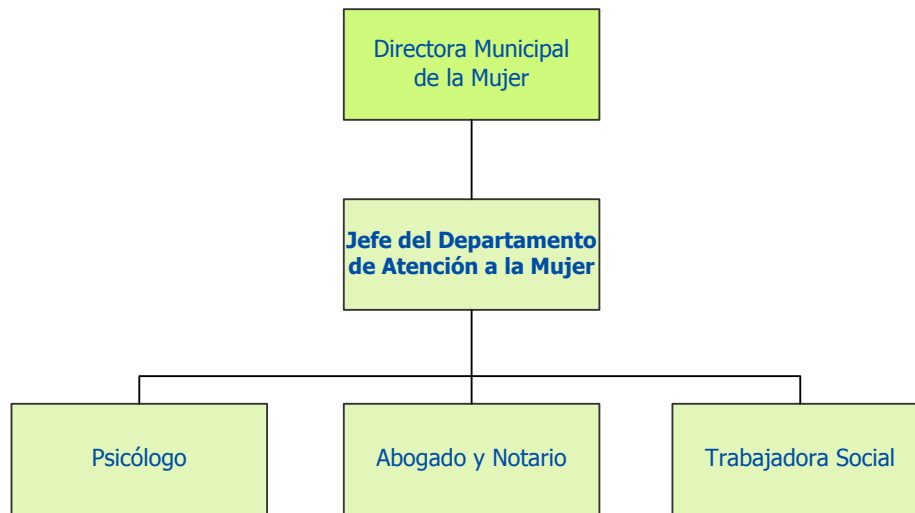 Directora Municipal
de la Mujer
Jefe del Departamento
de Atención a la Mujer
Psicólogo
Abogado y Notario
Trabajadora Social